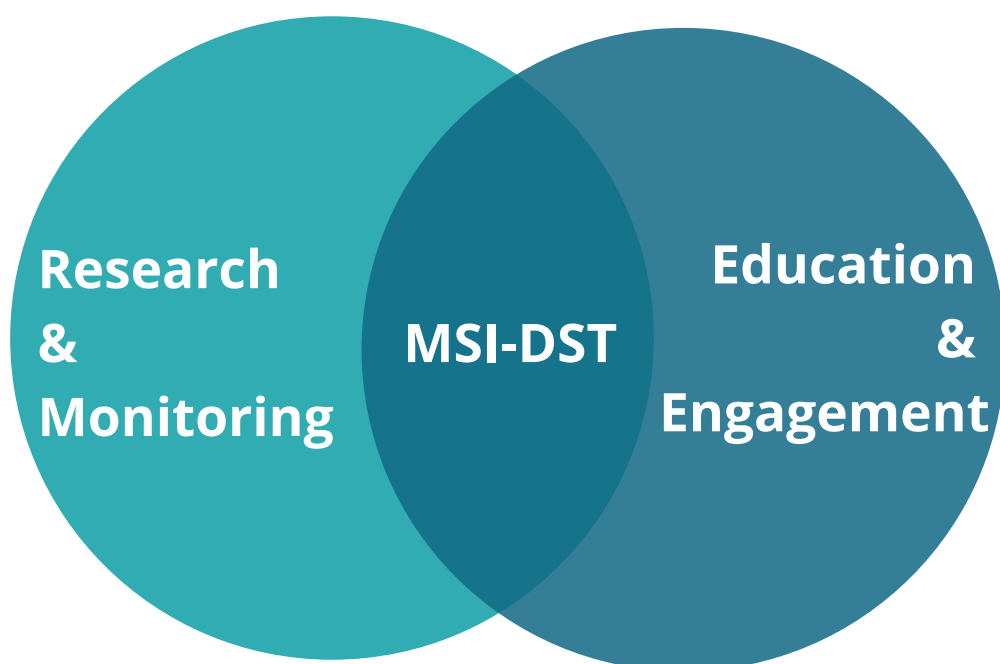 Research
&
Monitoring
MSI-DST
Education
&
Engagement